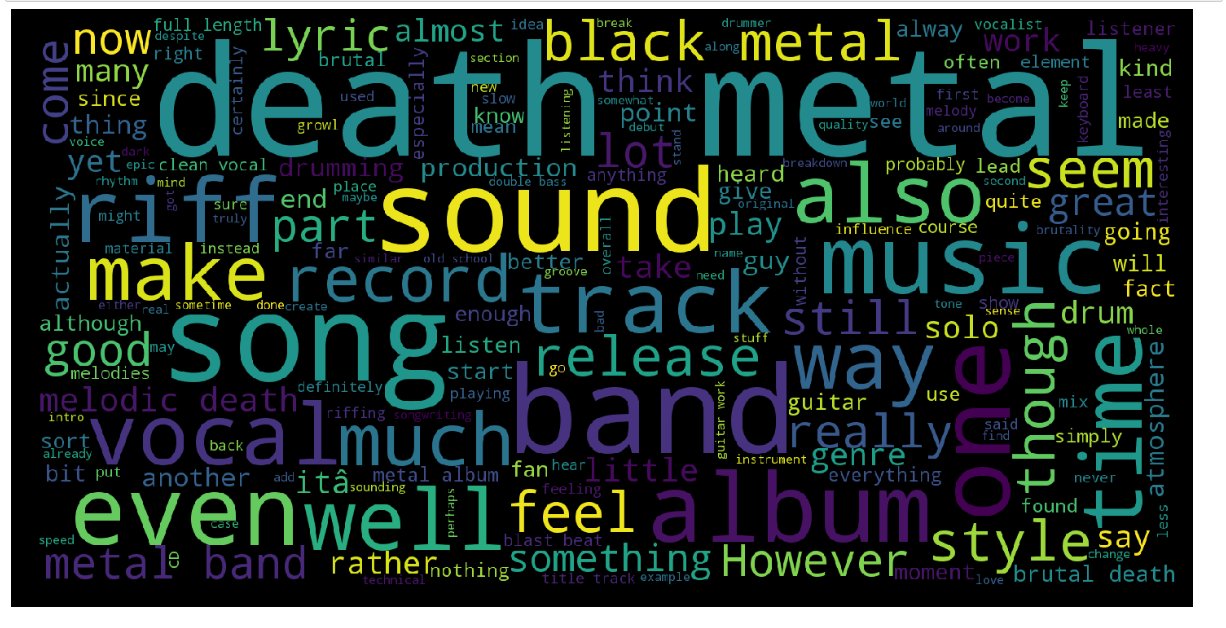 full length despite idea break drummer vocalist listener
now come lyric almost black metal along alway work heavy
right brutal section often element kind
many death metal
since certainly used new slow think somewhat world first become least
thing growl especially know mean listening point debut stand quality see melody around keyboard keep made
voice dark lot
yet epic clean vocal drumming production anything heard breakdown probably lead seem interesting
rhythm mind got place double bass give original also second
riff sound
might sure maybe end part play quite great
truly influence course brutality going
material instead far similar old school better overall name guy without music piece will
actually make record groove take need tone show sense fact
either real sometime done create enough track bad still solo drum
although song stuff though whole
good may listen release way one time
melodies definitely start go
melodic death playing band guitar use mix atmosphere
intro riffing songwriting guitar work really said simply
sort vocal much find
already back fan hear little instrument genre
bit put another add metal album everything never less
itâ sounding feeling album found
even well perhaps feel
case style say
speed blast beat something However change
metal band rather nothing moment brutal death
technical title track example love